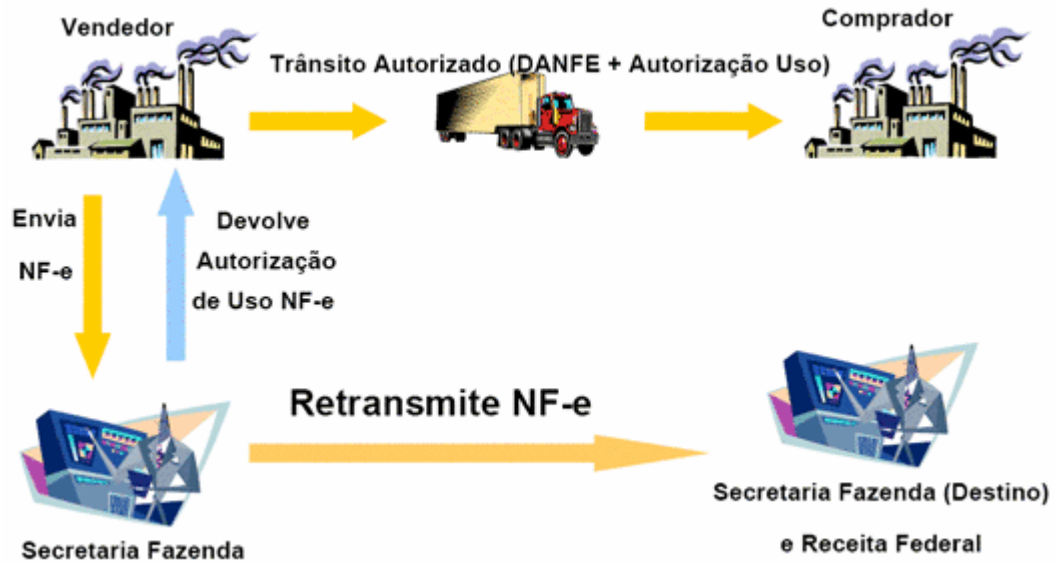 Vendedor
Comprador
Trânsito Autorizado (DANFE + Autorização Uso)
Envia
NF-e
Devolve
Autorização
de Uso NF-e
Retransmite NF-e
Secretaria Fazenda
Secretaria Fazenda (Destino)
e Receita Federal